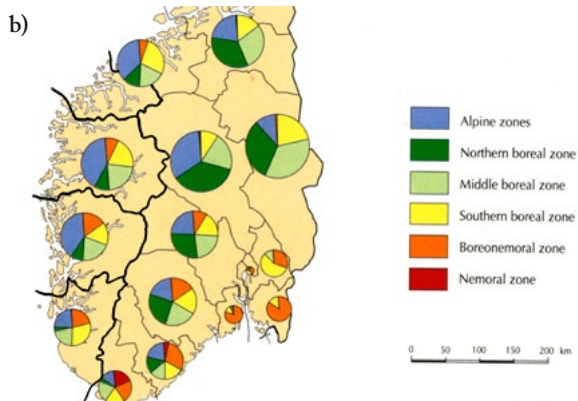 b)
Alpine zones
Northern boreal zone
Middle boreal zone
Southern boreal zone
Boreonemoral zone
Nemoral zone
0 50 100 150 200 km